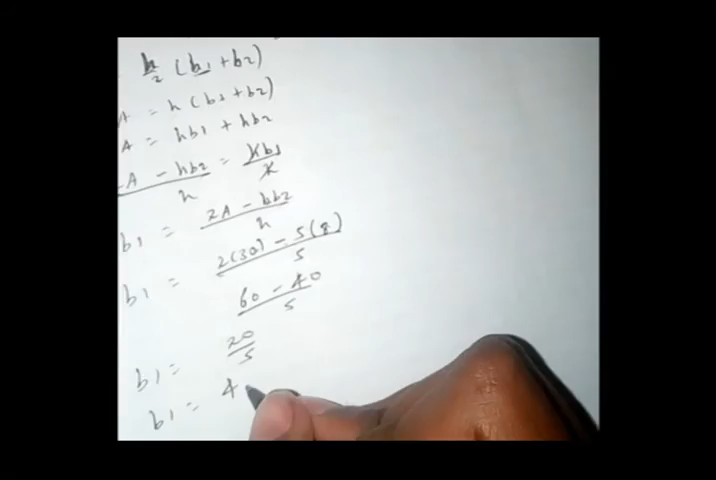 h/2 (b1 + b2)
A = h (b1 + b2)
A = hb1 + hb2
2A - hb2 / h = hb1 / h
b1 = 2A - hb2 / h
b1 = 2(30) - 5(8) / 5
60 - 40 / 5
b1 = 20 / 5
b1 = 4